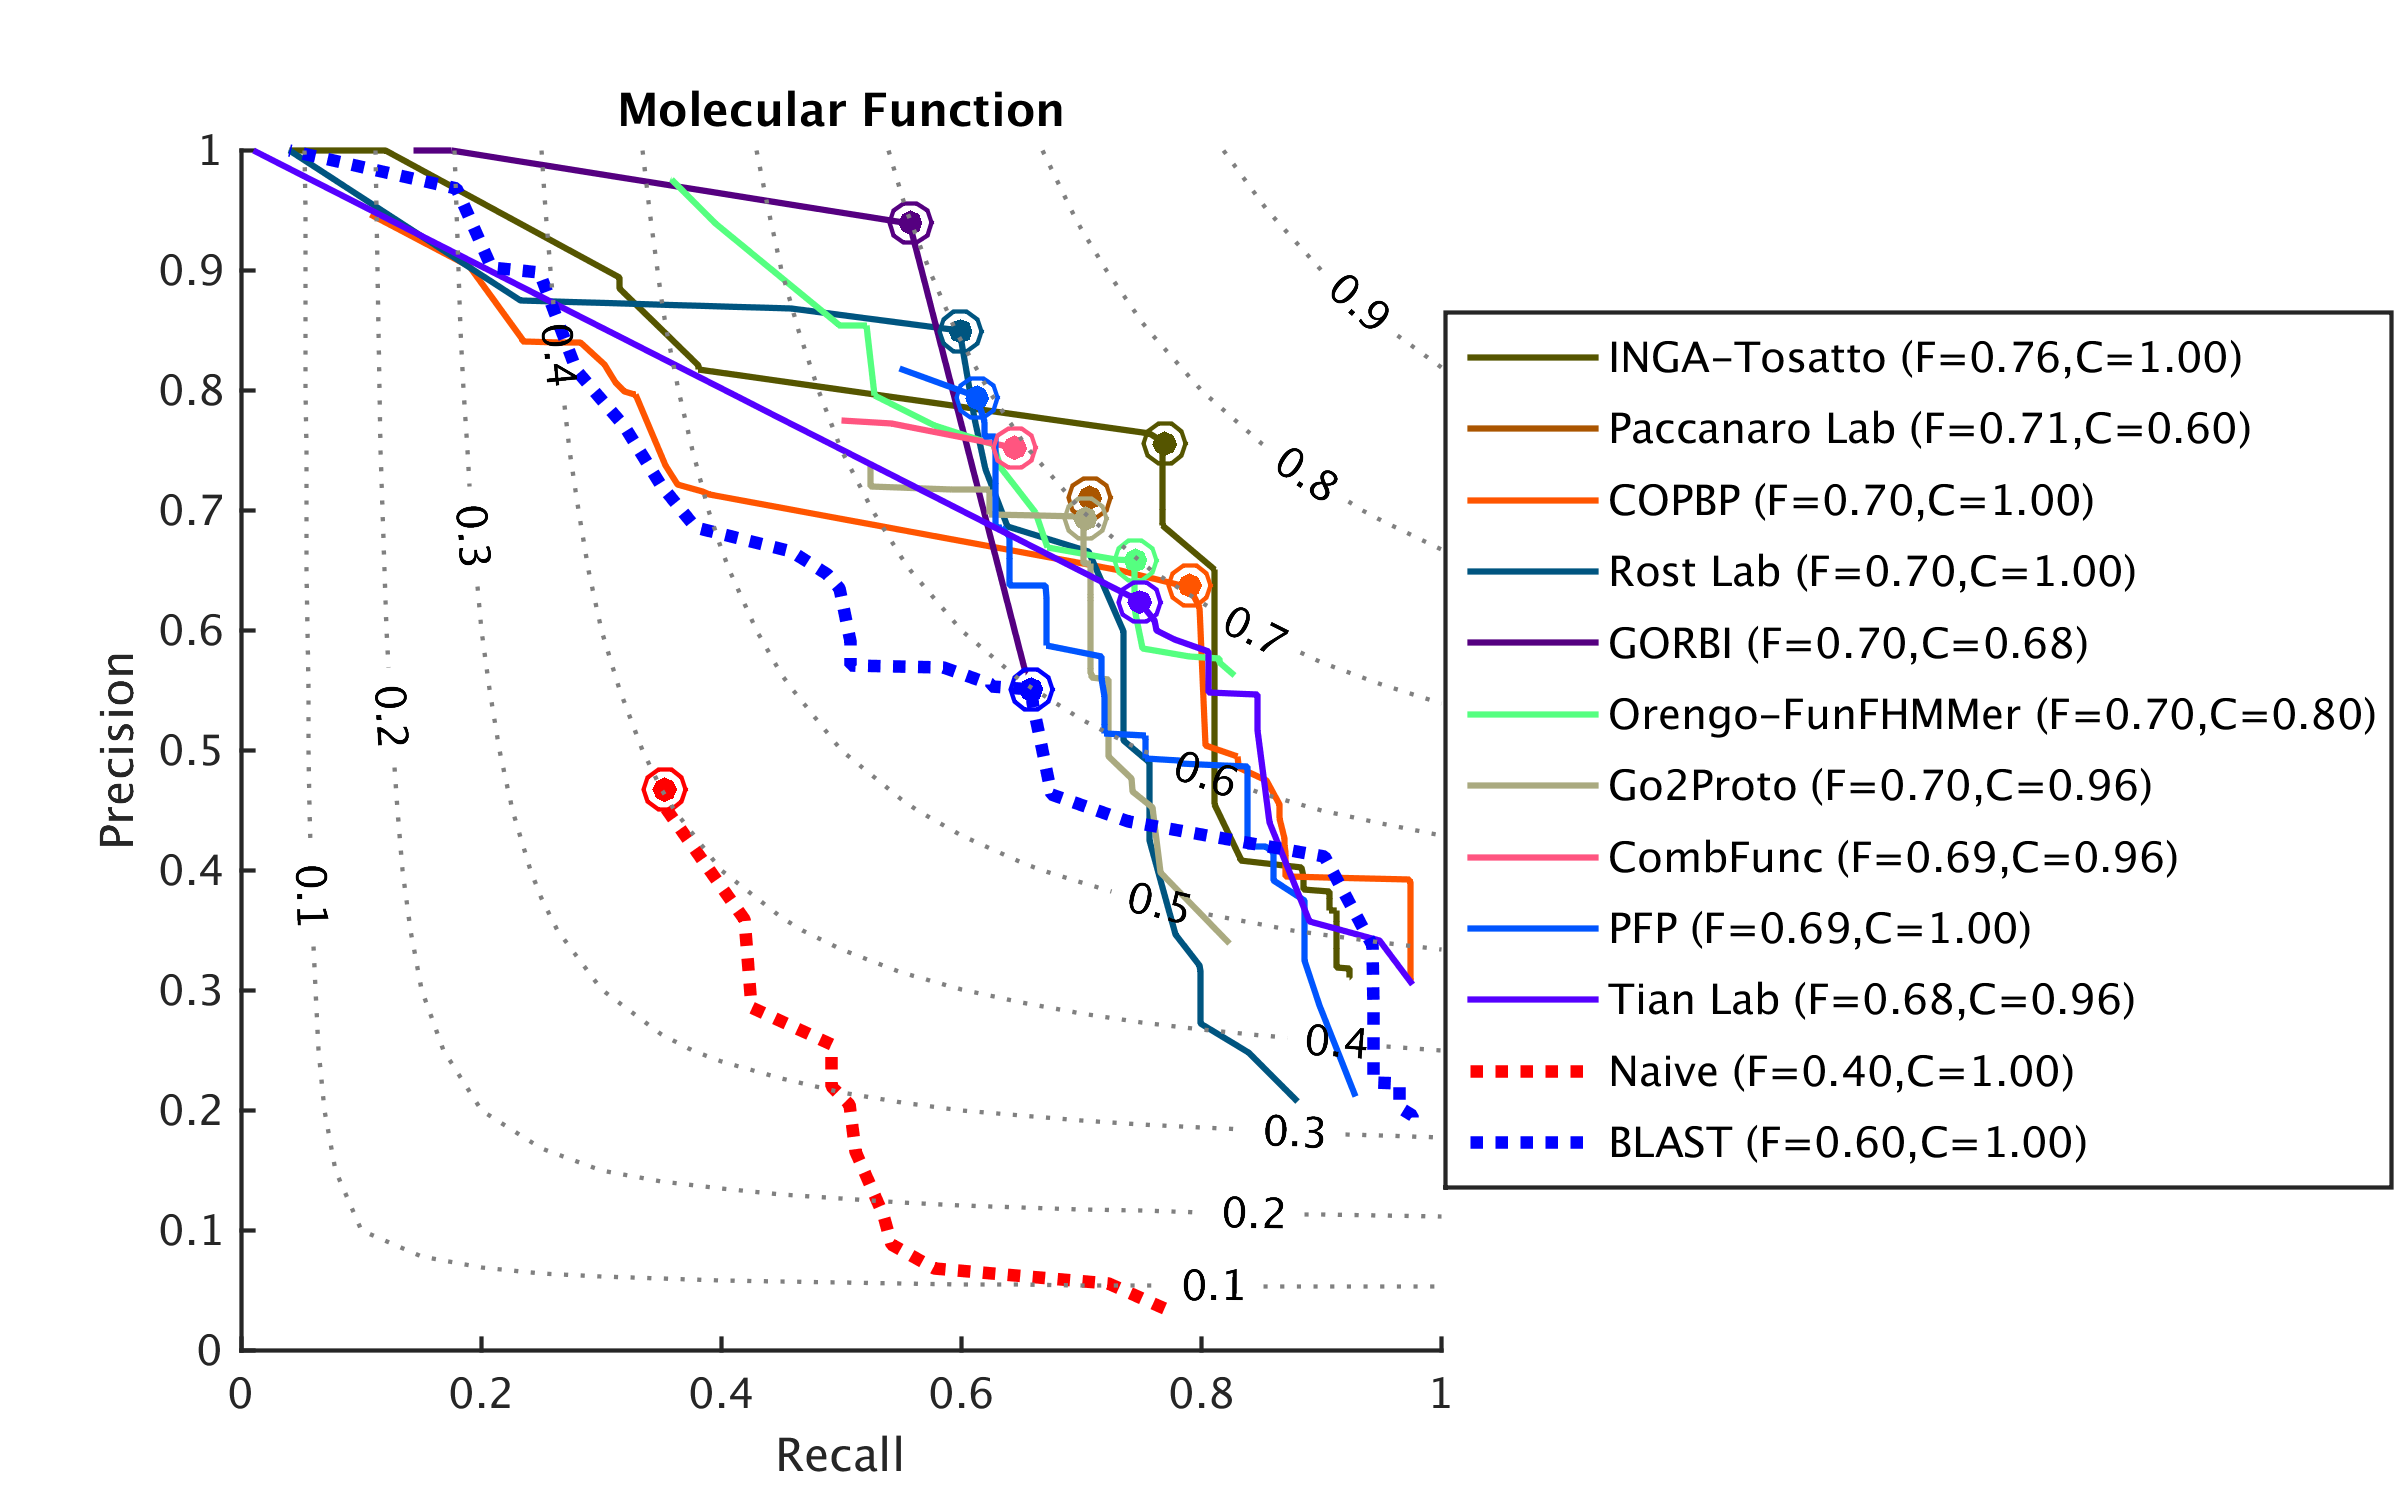 Molecular Function
1
0.9
0.8
0.7
0.6
0.5
0.4
0.3
0.2
0.1
0
Precision
0
0.2
0.4
0.6
0.8
1
Recall
0.9
0.8
0.7
0.6
0.5
0.4
0.3
0.2
0.1
0.4
0.3
0.2
0.1
INGA-Tosatto (F=0.76,C=1.00)
Paccanaro Lab (F=0.71,C=0.60)
COPBP (F=0.70,C=1.00)
Rost Lab (F=0.70,C=1.00)
GORBI (F=0.70,C=0.68)
Orengo-FunFHMMer (F=0.70,C=0.80)
Go2Proto (F=0.70,C=0.96)
CombFunc (F=0.69,C=0.96)
PFP (F=0.69,C=1.00)
Tian Lab (F=0.68,C=0.96)
Naive (F=0.40,C=1.00)
BLAST (F=0.60,C=1.00)